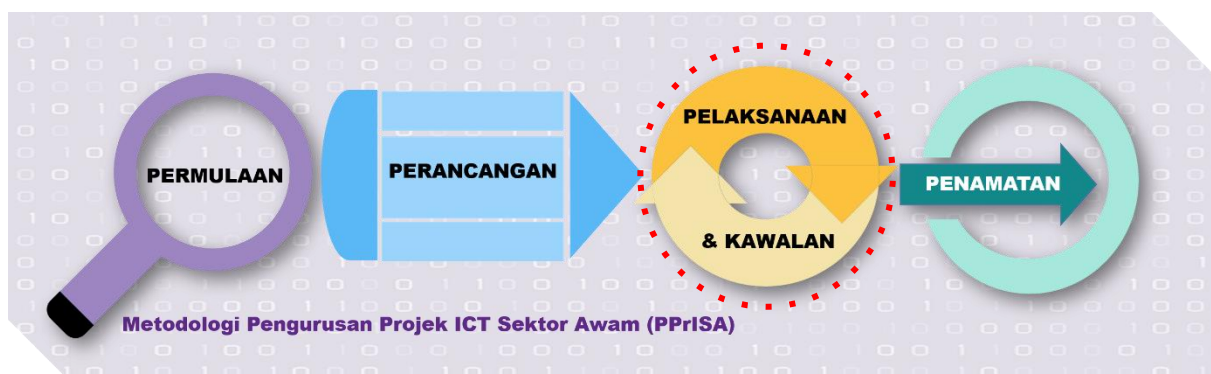 PERMULAAN
PERANCANGAN
PELAKSANAAN
& KAWALAN
PENAMATAN
Metodologi Pengurusan Projek ICT Sektor Awam (PPrISA)